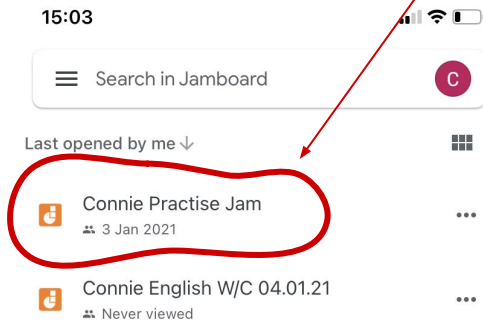 15:03
Search in Jamboard
C
Last opened by me
Connie Practise Jam
3 Jan 2021
Connie English W/C 04.01.21
Never viewed